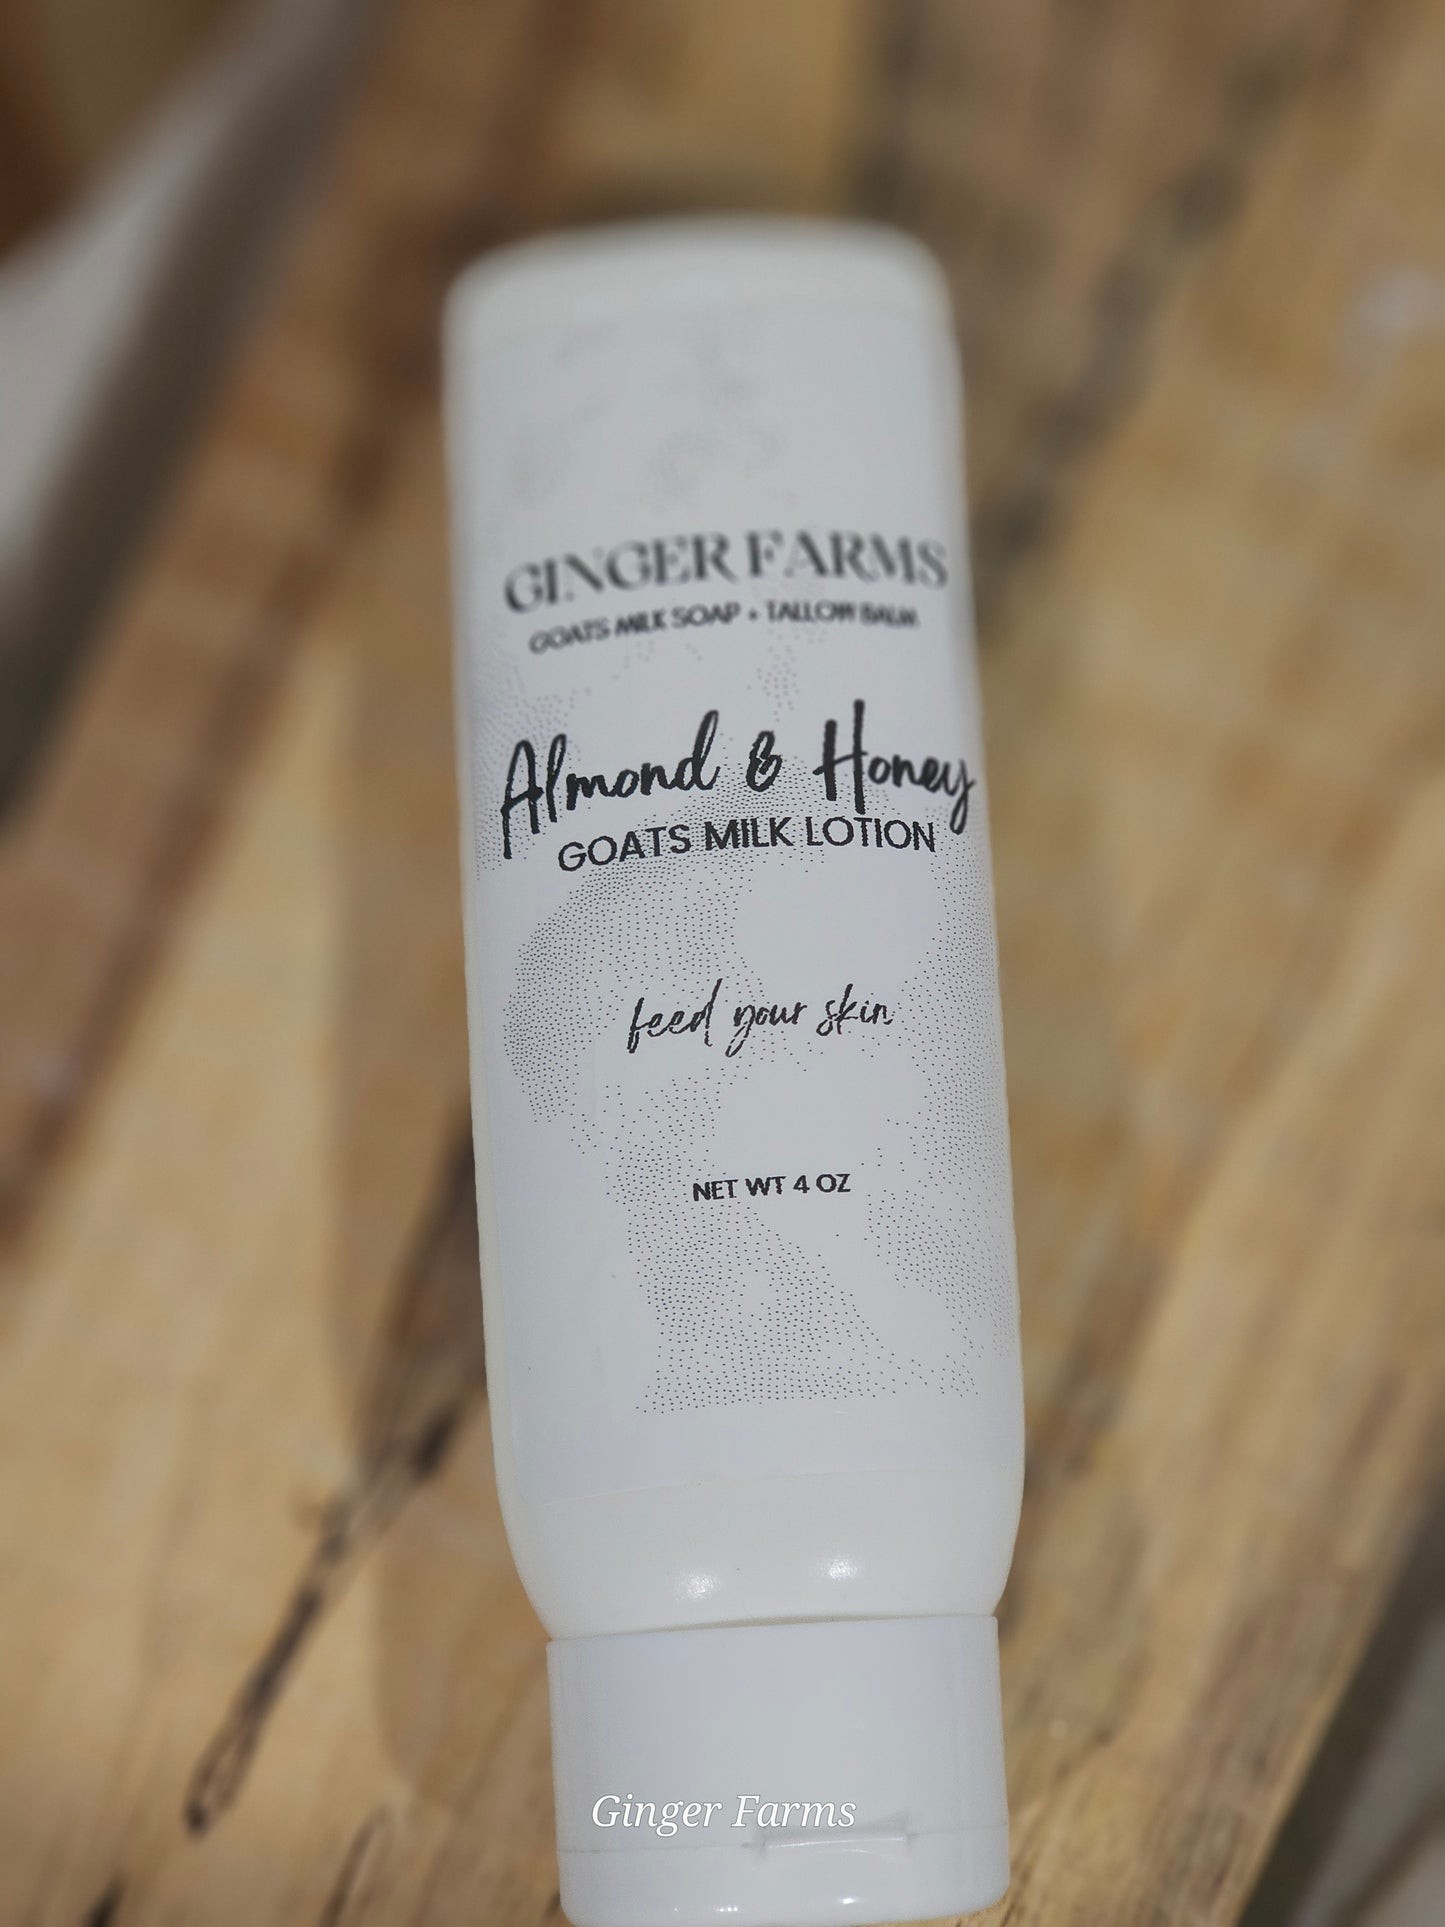 GINGER FARMS
GOATS MILK SOAP + TALLOW BALM
Almond & Honey
GOATS MILK LOTION
feed your skin
NET WT 4 OZ
Ginger Farms